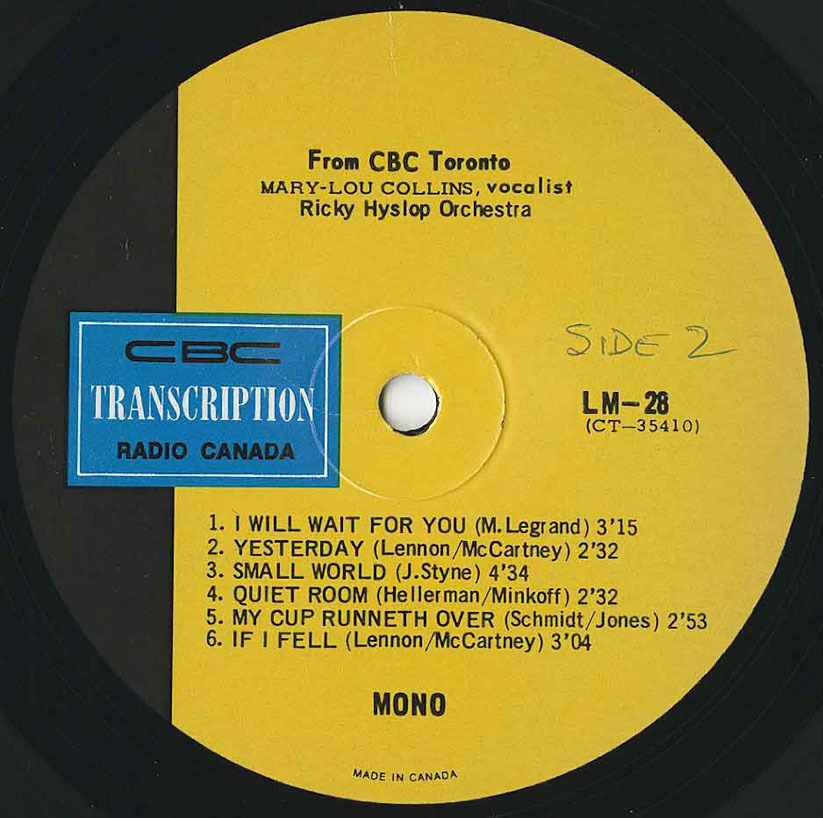 From CBC Toronto
MARY-LOU COLLINS, vocalist
Ricky Hyslop Orchestra
SIDE 2
LM-28
(CT-35410)
CBC
TRANSCRIPTION
RADIO CANADA
1. I WILL WAIT FOR YOU (M.Legrand) 3'15
2. YESTERDAY (Lennon/McCartney) 2'32
3. SMALL WORLD (J.Styne) 4'34
4. QUIET ROOM (Hellerman/Minkoff) 2'32
5. MY CUP RUNNETH OVER (Schmidt/Jones) 2'53
6. IF I FELL (Lennon/McCartney) 3'04
MONO
MADE IN CANADA